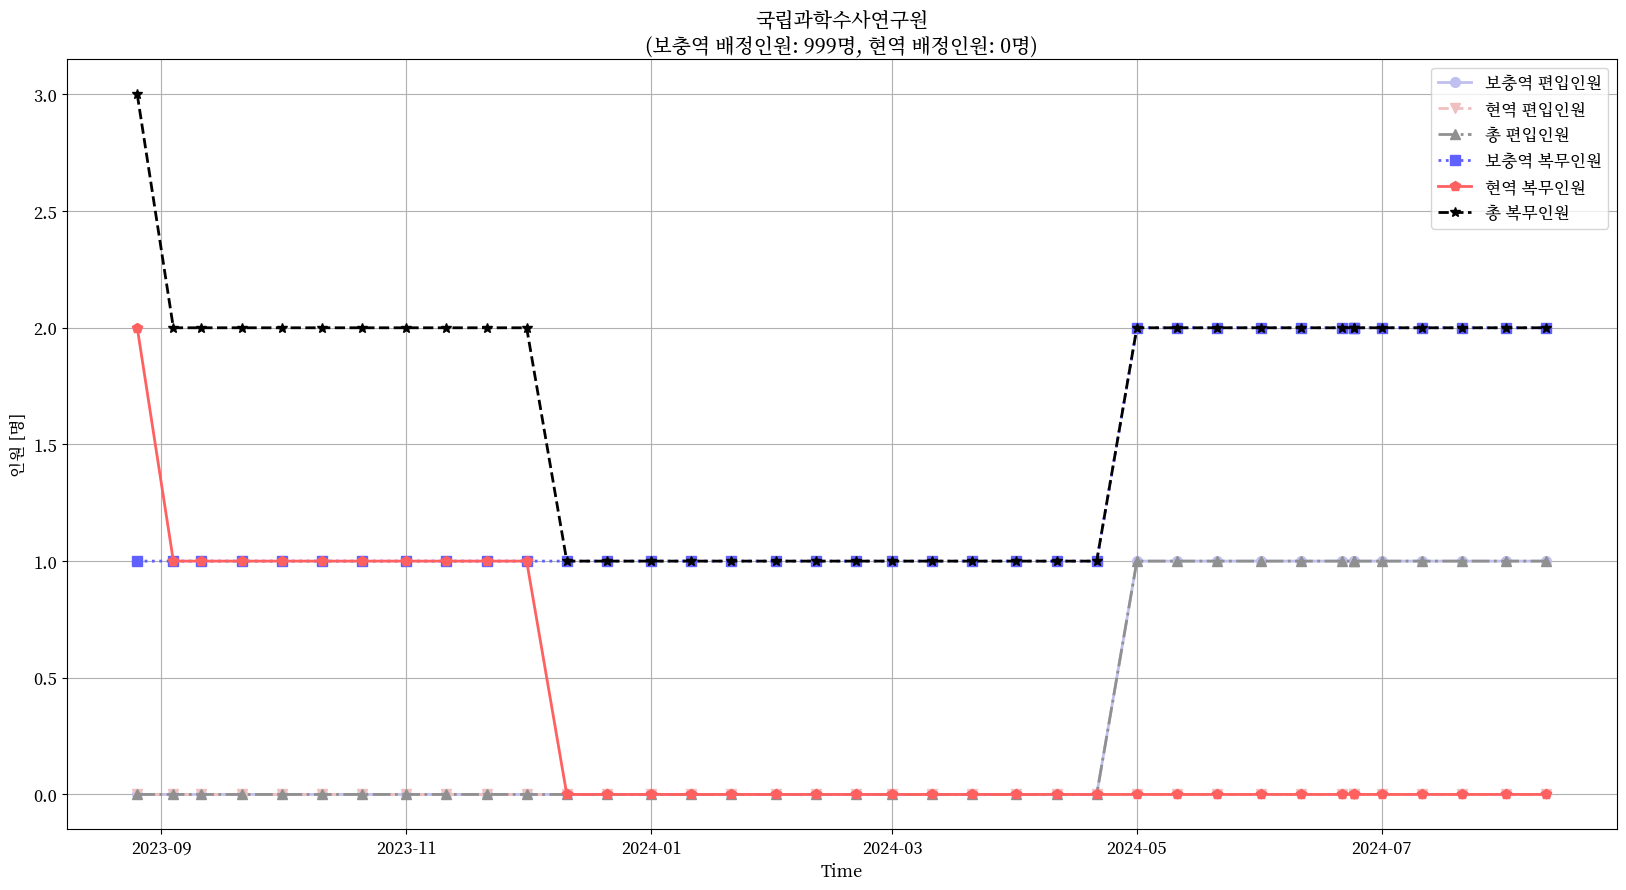 국립과학수사연구원
(보충역 배정인원: 999명, 현역 배정인원: 0명)
보충역 편입인원
현역 편입인원
총 편입인원
보충역 복무인원
현역 복무인원
총 복무인원
인원 [명]
3.0
2.5
2.0
1.5
1.0
0.5
0.0
2023-09 2023-11 2024-01 2024-03 2024-05 2024-07
Time